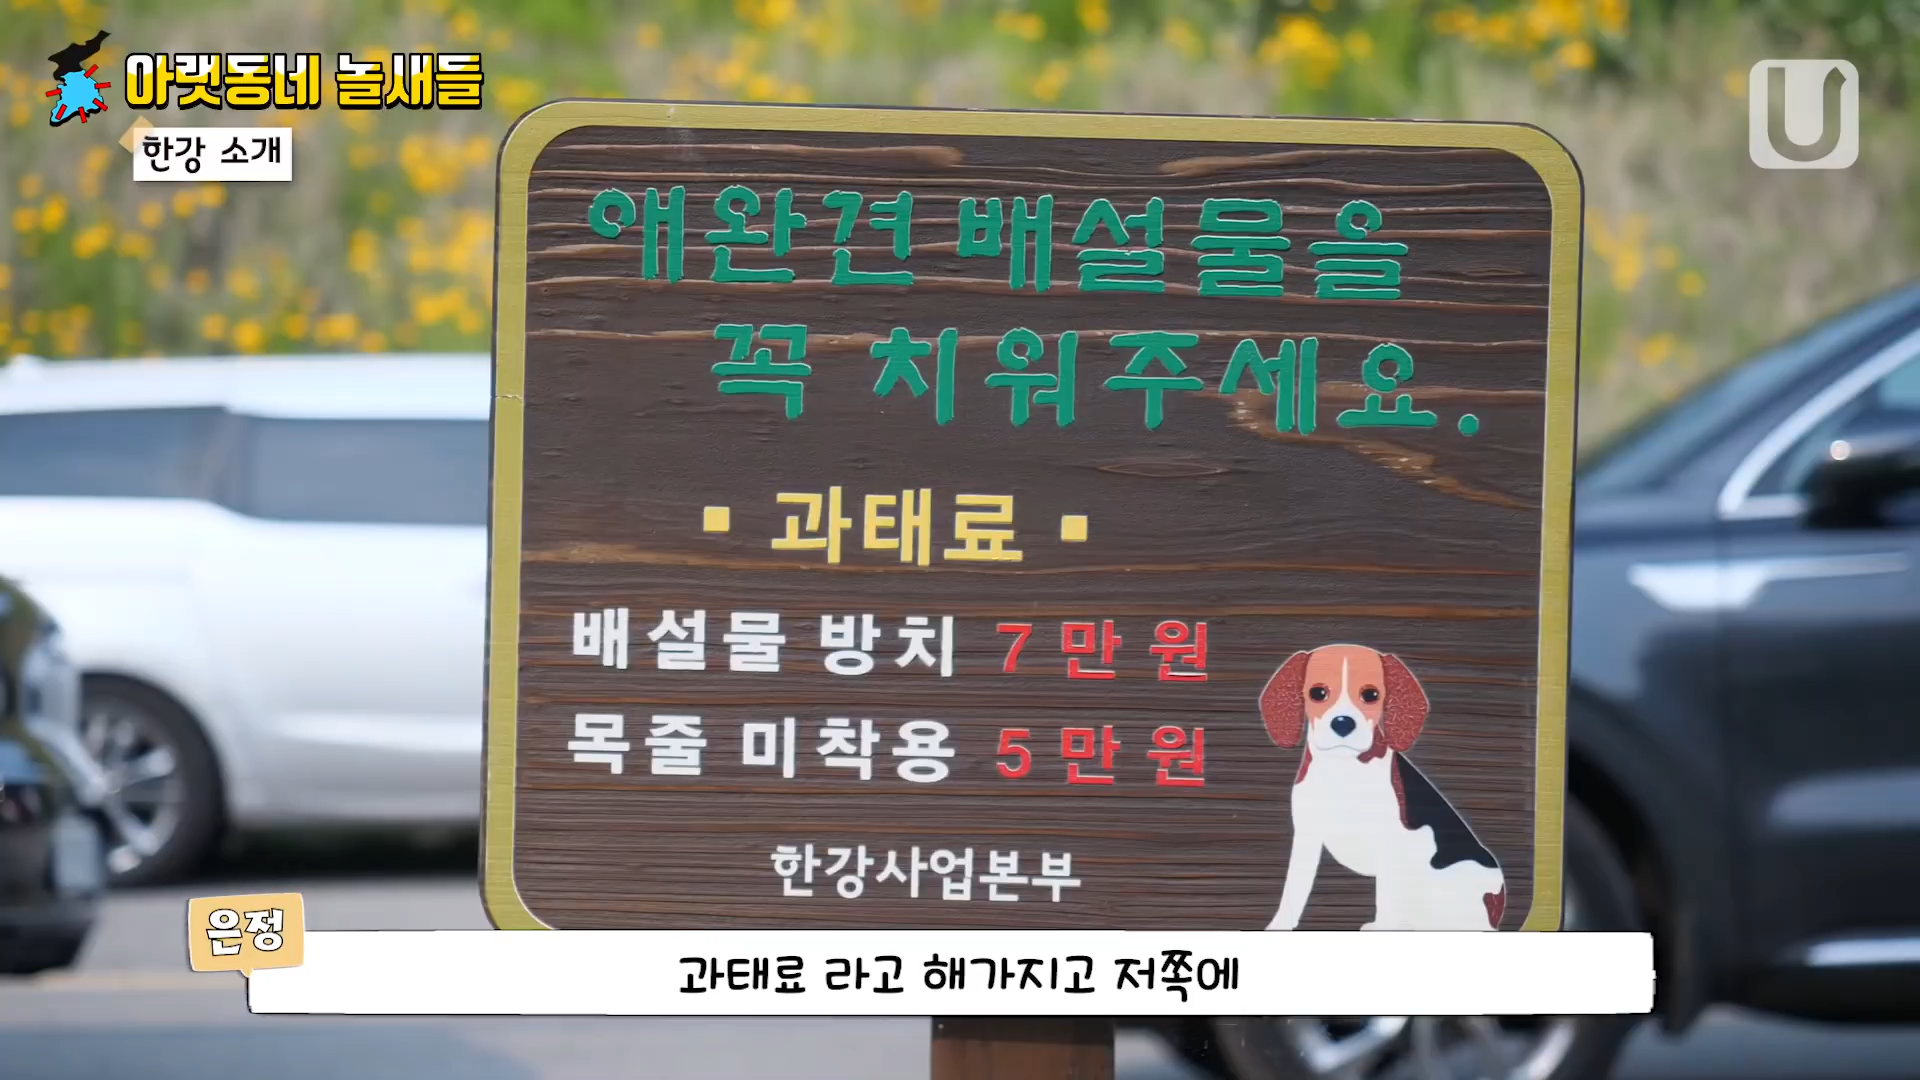 아랫동네 놀새들
한강 소개
U
애완견 배설물을
꼭 치워주세요.
▪ 과태료 ▪
배설물 방치 7만원
목줄 미착용 5만원
한강사업본부
은정
과태료 라고 해가지고 저쪽에